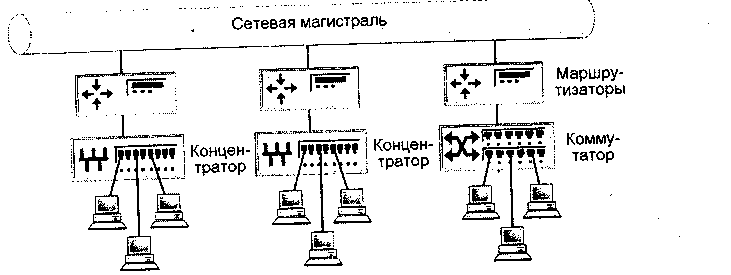 Сетевая магистраль
Маршру-
тизаторы
Концен-
тратор
Концен-
тратор
Комму-
татор